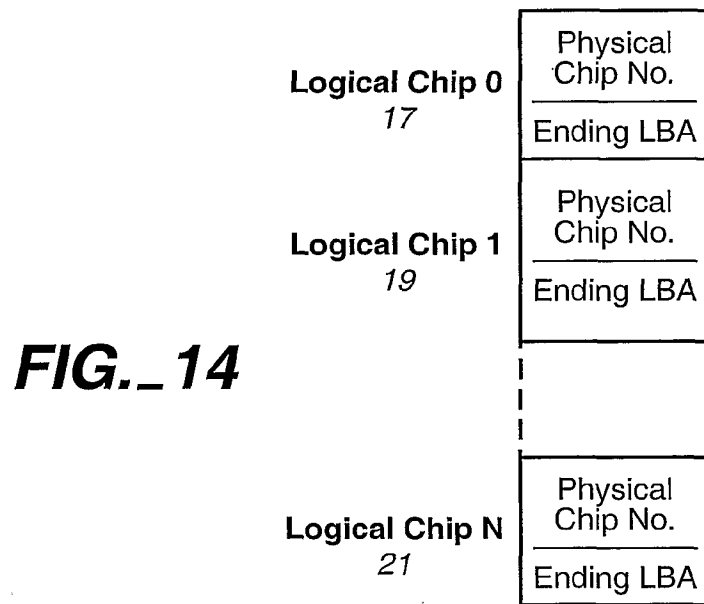 Logical Chip 0
17
Physical
Chip No.
Ending LBA
Logical Chip 1
19
Physical
Chip No.
Ending LBA
FIG._14
Logical Chip N
21
Physical
Chip No.
Ending LBA